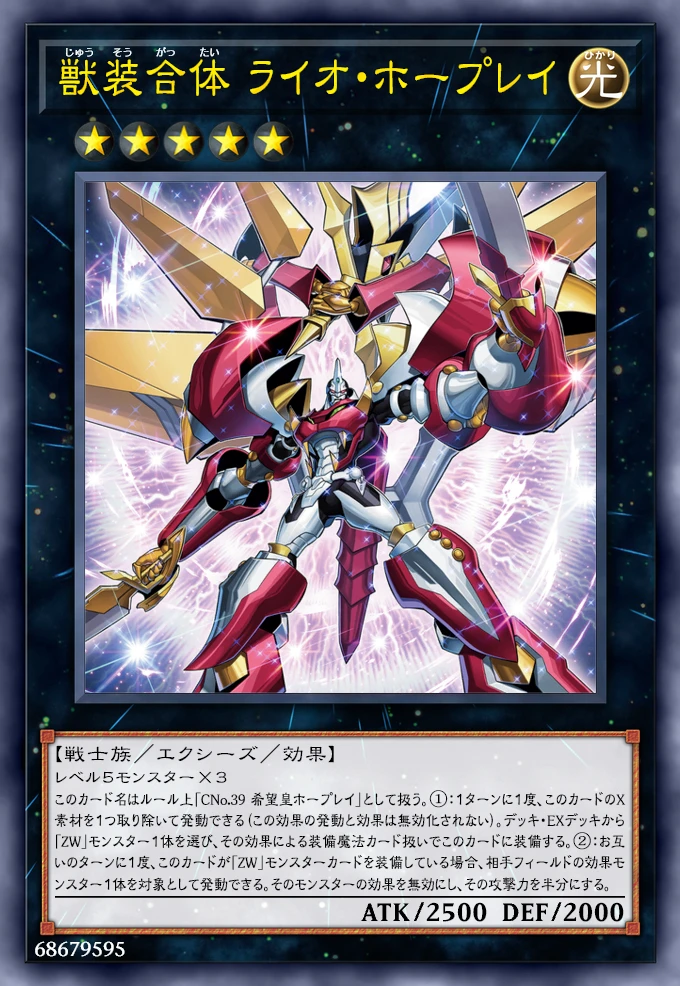 じゅう そう がっ たい
獣装合体 ライオ・ホープレイ
ひかり
光
【戦士族／エクシーズ／効果】
レベル５モンスター×３
このカード名はルール上「CNo.39 希望皇ホープレイ」として扱う。①：1ターンに1度、このカードのX
素材を1つ取り除いて発動できる(この効果の発動と効果は無効化されない)。デッキ・EXデッキから
「ZW」モンスター1体を選び、その効果による装備魔法カード扱いでこのカードに装備する。②：お互
いのターンに1度、このカードが「ZW」モンスターカードを装備している場合、相手フィールドの効果モ
ンスター1体を対象として発動できる。そのモンスターの効果を無効にし、その攻撃力を半分にする。
ATK/2500 DEF/2000
68679595